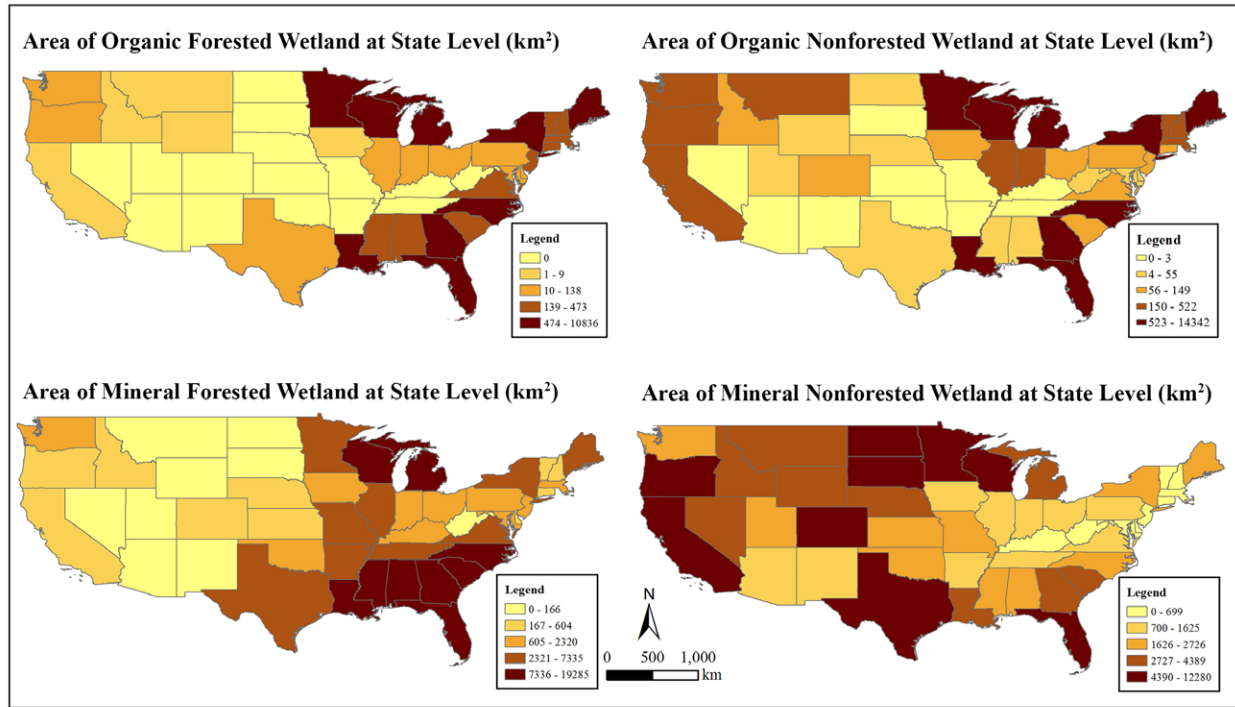 Area of Organic Forested Wetland at State Level (km²)
Legend
0
1 - 9
10 - 138
139 - 473
474 - 10836
Area of Organic Nonforested Wetland at State Level (km²)
Legend
0 - 3
4 - 55
56 - 149
150 - 522
523 - 14342
Area of Mineral Forested Wetland at State Level (km²)
Legend
0 - 166
167 - 604
605 - 2320
2321 - 7335
7336 - 19285
N
0 500 1,000
km
Area of Mineral Nonforested Wetland at State Level (km²)
Legend
0 - 699
700 - 1625
1626 - 2726
2727 - 4389
4390 - 12280